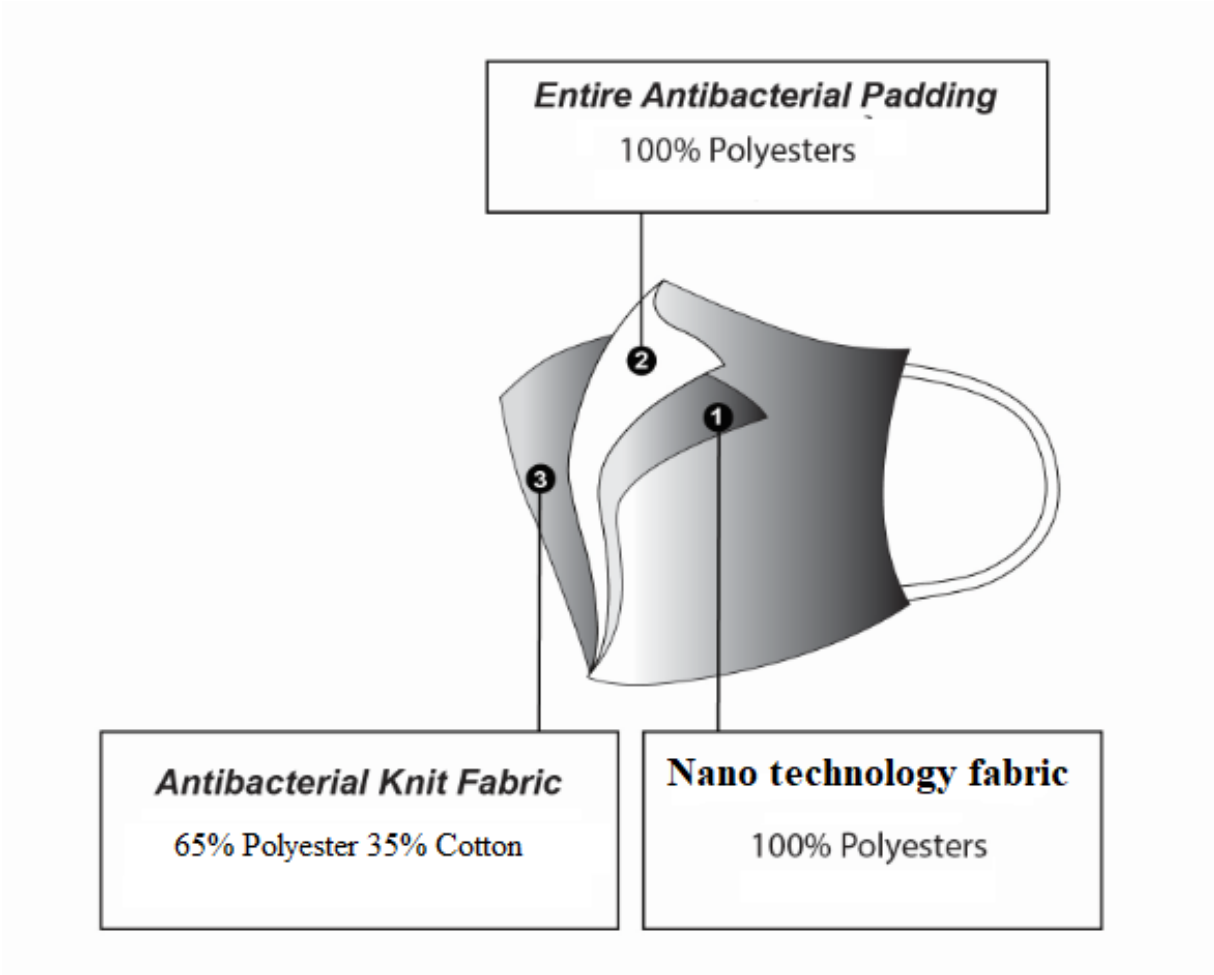 Entire Antibacterial Padding
100% Polyesters
2
1
3
Antibacterial Knit Fabric
65% Polyester 35% Cotton
Nano technology fabric
100% Polyesters